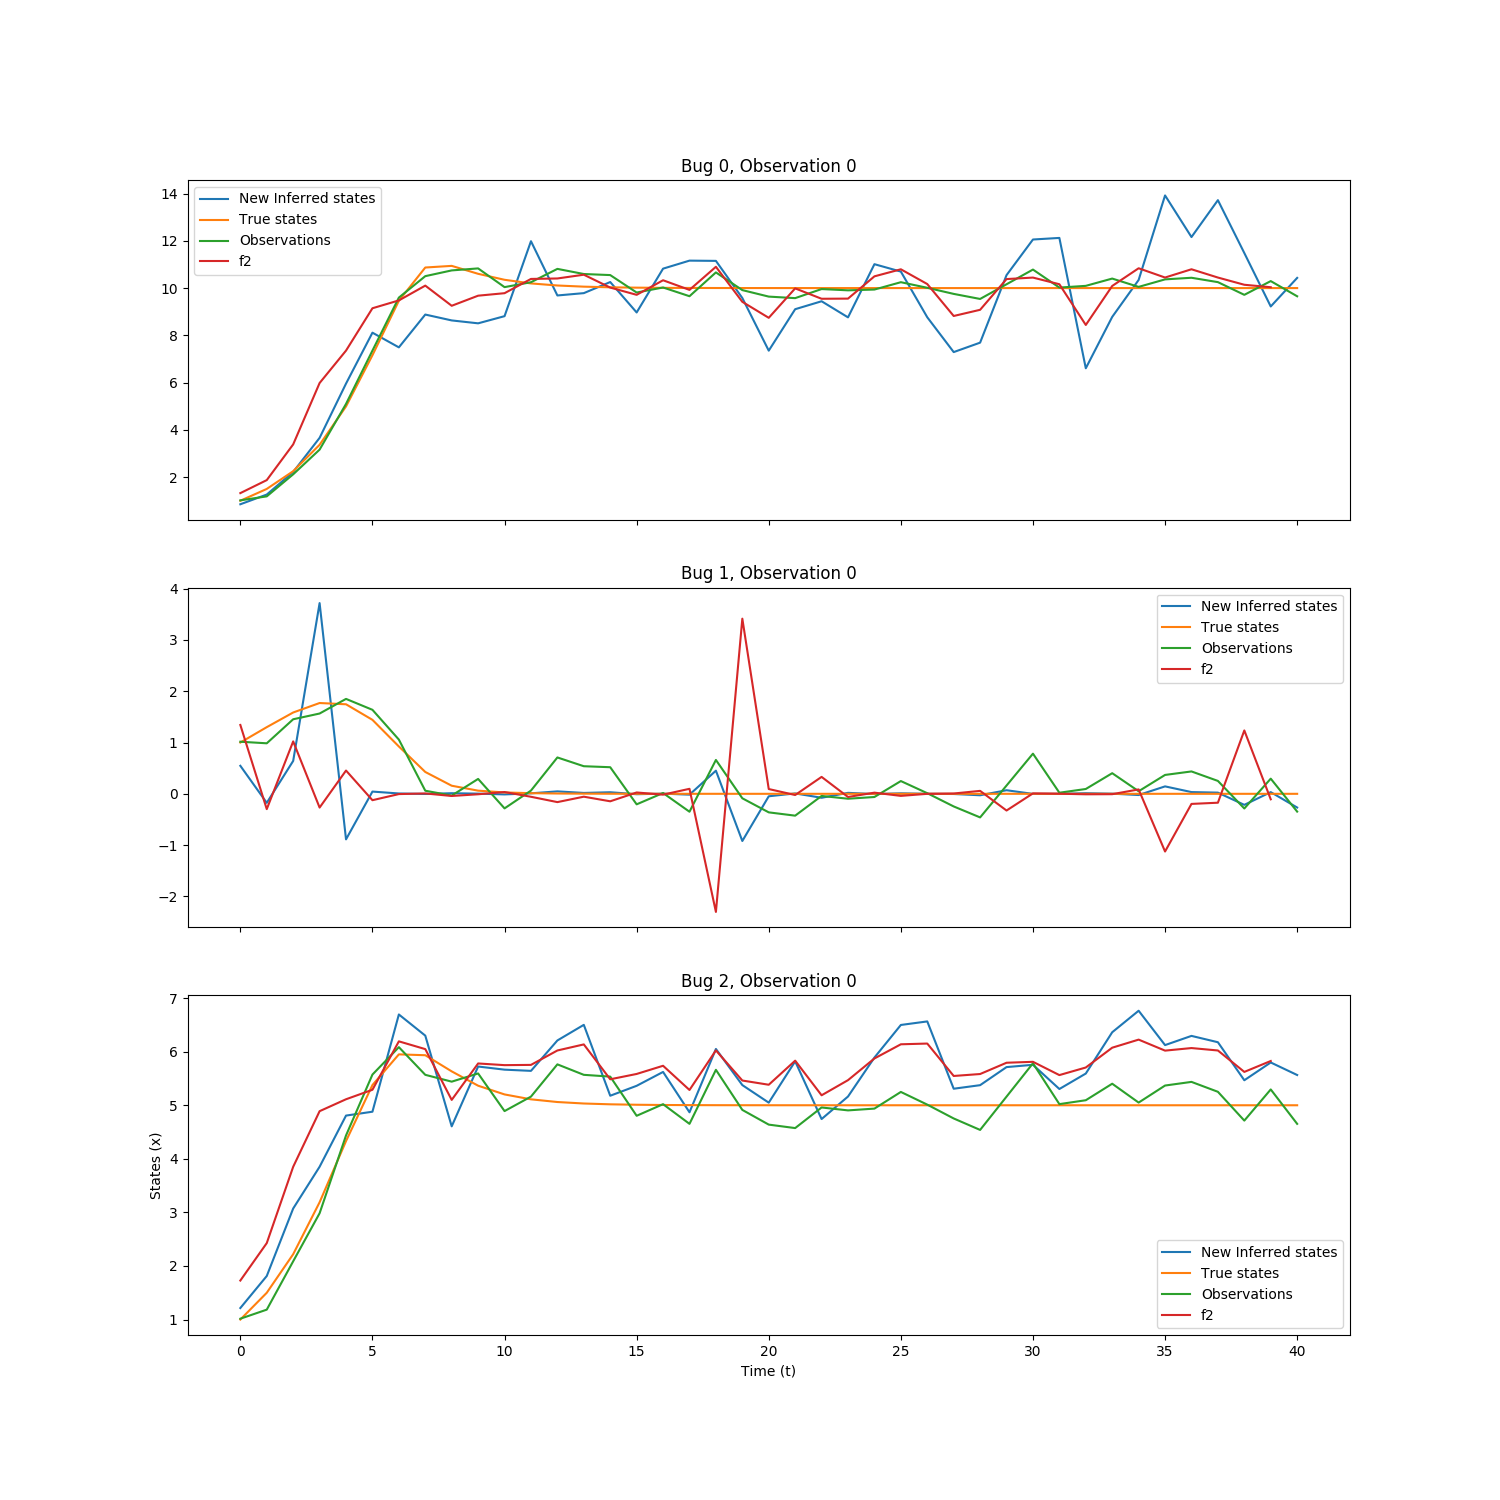 Bug 0, Observation 0
14
12
10
8
6
4
2
New Inferred states
True states
Observations
f2
Bug 1, Observation 0
4
3
2
1
0
−1
−2
New Inferred states
True states
Observations
f2
Bug 2, Observation 0
7
6
5
4
3
2
1
States (x)
New Inferred states
True states
Observations
f2
0 5 10 15 20 25 30 35 40
Time (t)